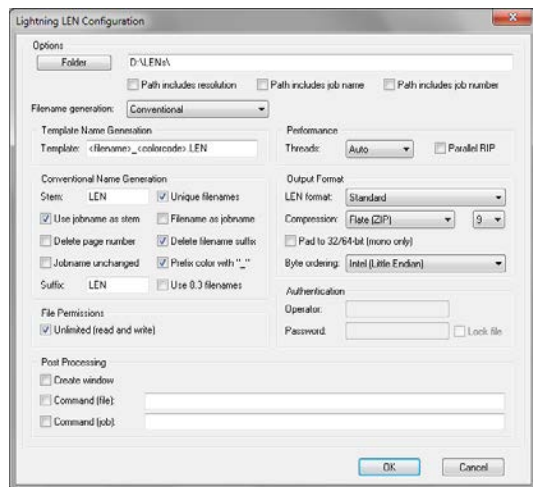 Lightning LEN Configuration
Options
Folder
D:\LENs\
Path includes resolution
Path includes job name
Path includes job number
Filename generation:
Conventional
Template Name Generation
Template:
<filename>_<colorcode>.LEN
Performance
Threads:
Auto
Parallel RIP
Conventional Name Generation
Stem:
LEN
Unique filenames
Use jobname as stem
Filename as jobname
Delete page number
Delete filename suffix
Jobname unchanged
Prefix color with "_"
Suffix:
LEN
Use 8.3 filenames
Output Format
LEN format:
Standard
Compression:
Flate (ZIP)
9
Pad to 32/64-bit (mono only)
Byte ordering:
Intel (Little Endian)
File Permissions
Unlimited (read and write)
Authentication
Operator:
Password:
Lock file
Post Processing
Create window
Command (file):
Command (job):
OK
Cancel